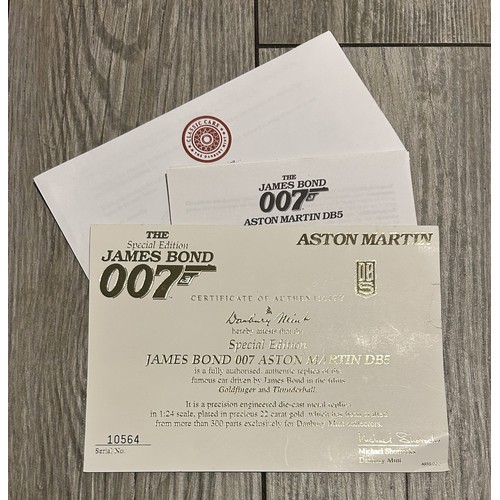 CLASSIC CARS
THE
JAMES BOND
007
ASTON MARTIN DB5
THE
Special Edition
JAMES BOND
007
ASTON MARTIN
CERTIFICATE OF AUTHENTICITY
Danbury Mint
hereby attests that the
Special Edition
JAMES BOND 007 ASTON MARTIN DB5
is a fully authorised, authentic replica of the
famous car driven by James Bond in the films
Goldfinger and Thunderball.
It is a precision engineered die-cast metal replica
in 1:24 scale, plated in precious 22 carat gold, which has been crafted
from more than 300 parts exclusively for Danbury Mint collectors.
10564
Serial No.
Michael
Danbury Mint